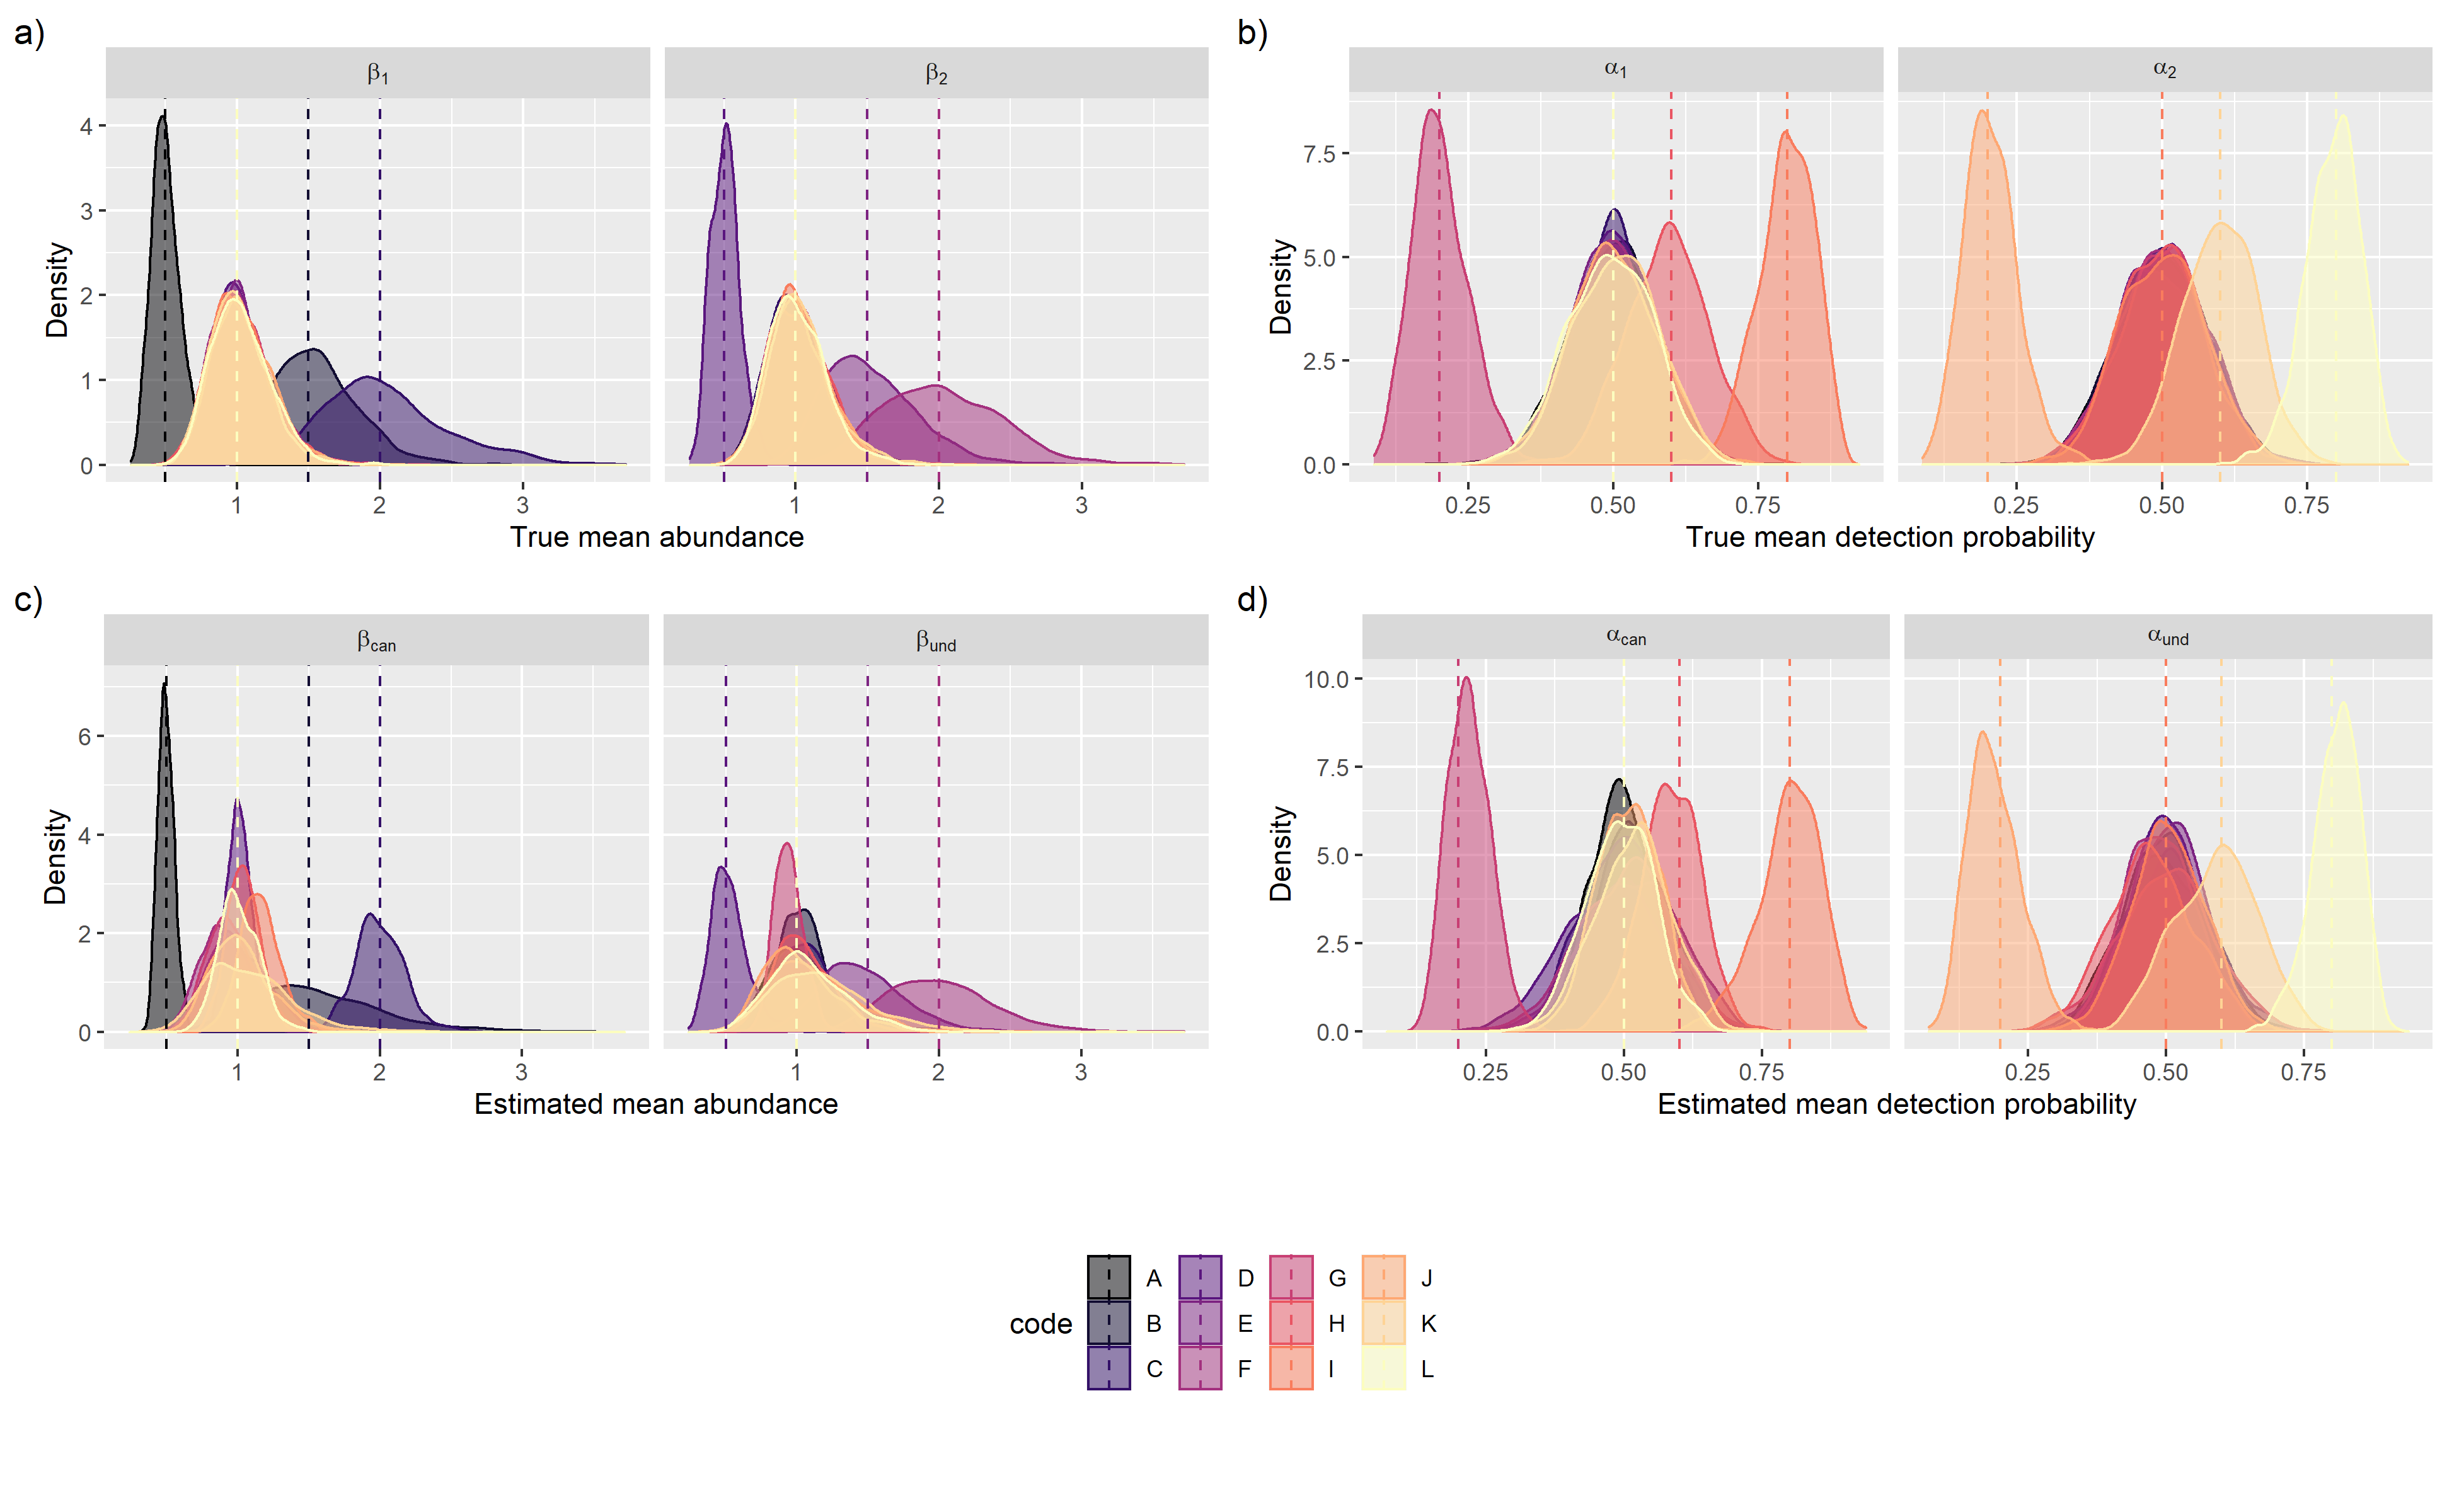 a)
β1 β2
Density
4
3
2
1
0
1 2 3 1 2 3
True mean abundance
b)
α1 α2
Density
7.5
5.0
2.5
0.0
0.25 0.50 0.75 0.25 0.50 0.75
True mean detection probability
c)
βcan βund
Density
6
4
2
0
1 2 3 1 2 3
Estimated mean abundance
d)
αcan αund
Density
10.0
7.5
5.0
2.5
0.0
0.25 0.50 0.75 0.25 0.50 0.75
Estimated mean detection probability
code
A D G J
B E H K
C F I L